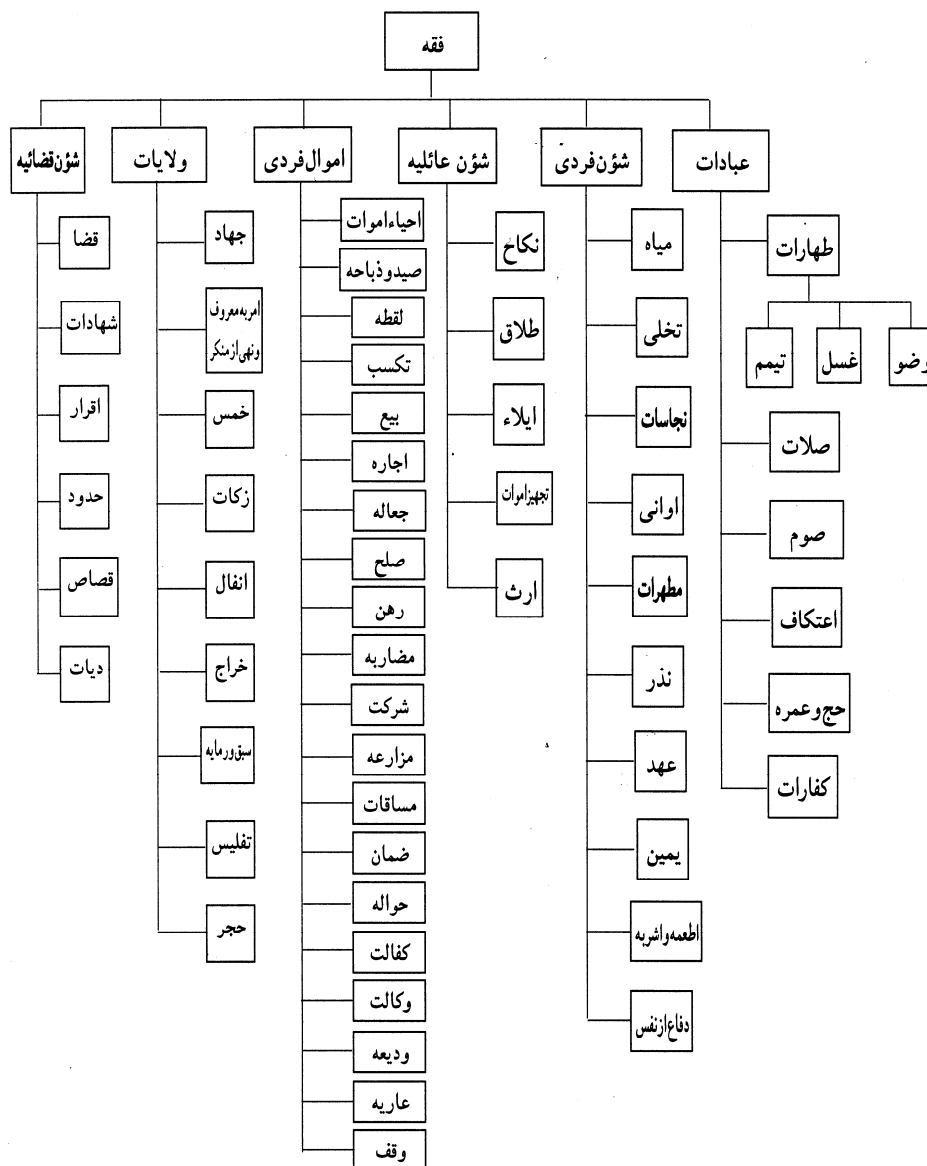 فقه
عبادات
طهارات
وضو
غسل
تیمم
صلات
صوم
اعتکاف
حج و عمره
کفارات
شؤن فردی
میاه
تخلی
نجاسات
اوانی
مطهرات
نذر
عهد
یمین
اطعمه و اشربه
دفاع از نفس
شؤن عائلیه
نکاح
طلاق
ایلاء
تجهیز اموات
ارث
اموال فردی
احیاء اموات
صید و ذباحه
لقطه
تکسب
بیع
اجاره
جعاله
صلح
رهن
مضاربه
شرکت
مزارعه
مساقات
ضمان
حواله
کفالت
وکالت
ودیعه
عاریه
وقف
ولایات
جهاد
امر به معروف
و نهی از منکر
خمس
زکات
انفال
خراج
سبق و رمایه
تفلیس
حجر
شؤن قضائیه
قضا
شهادات
اقرار
حدود
قصاص
دیات